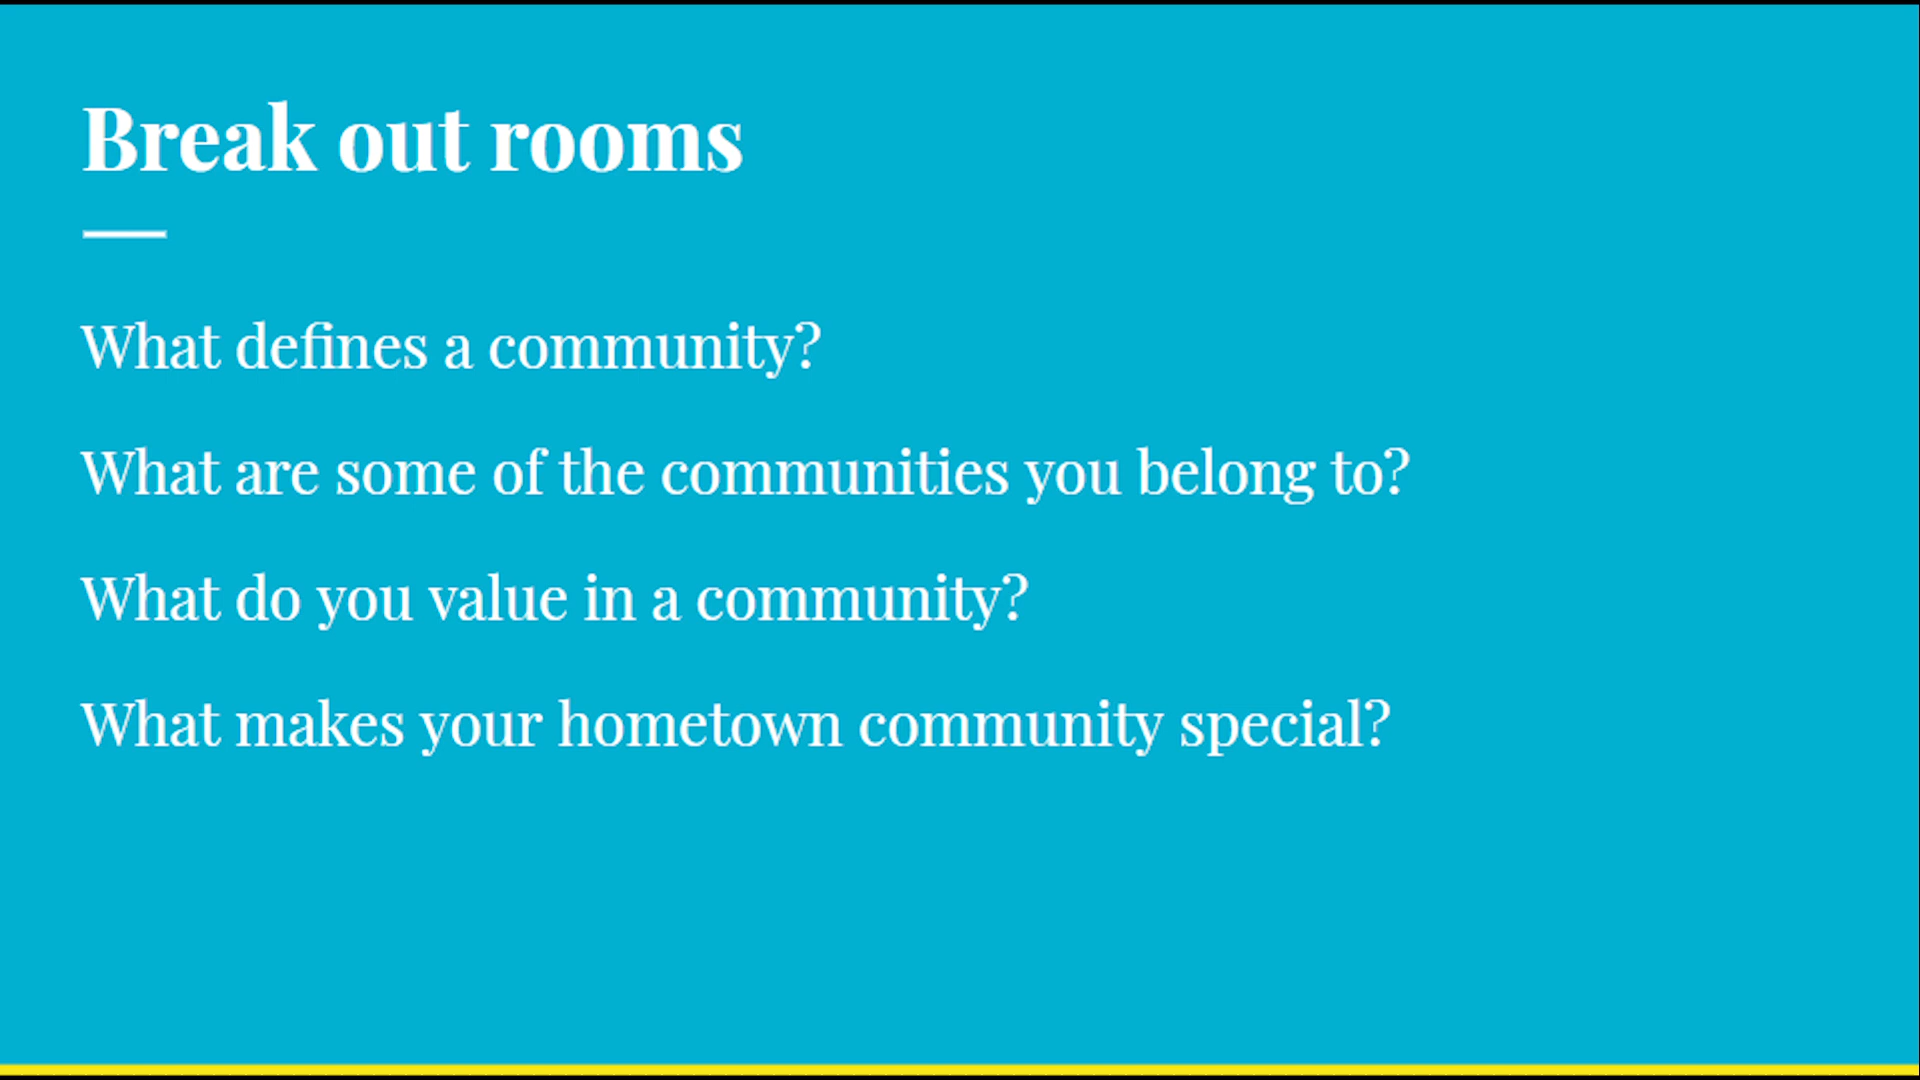 Break out rooms
What defines a community?
What are some of the communities you belong to?
What do you value in a community?
What makes your hometown community special?